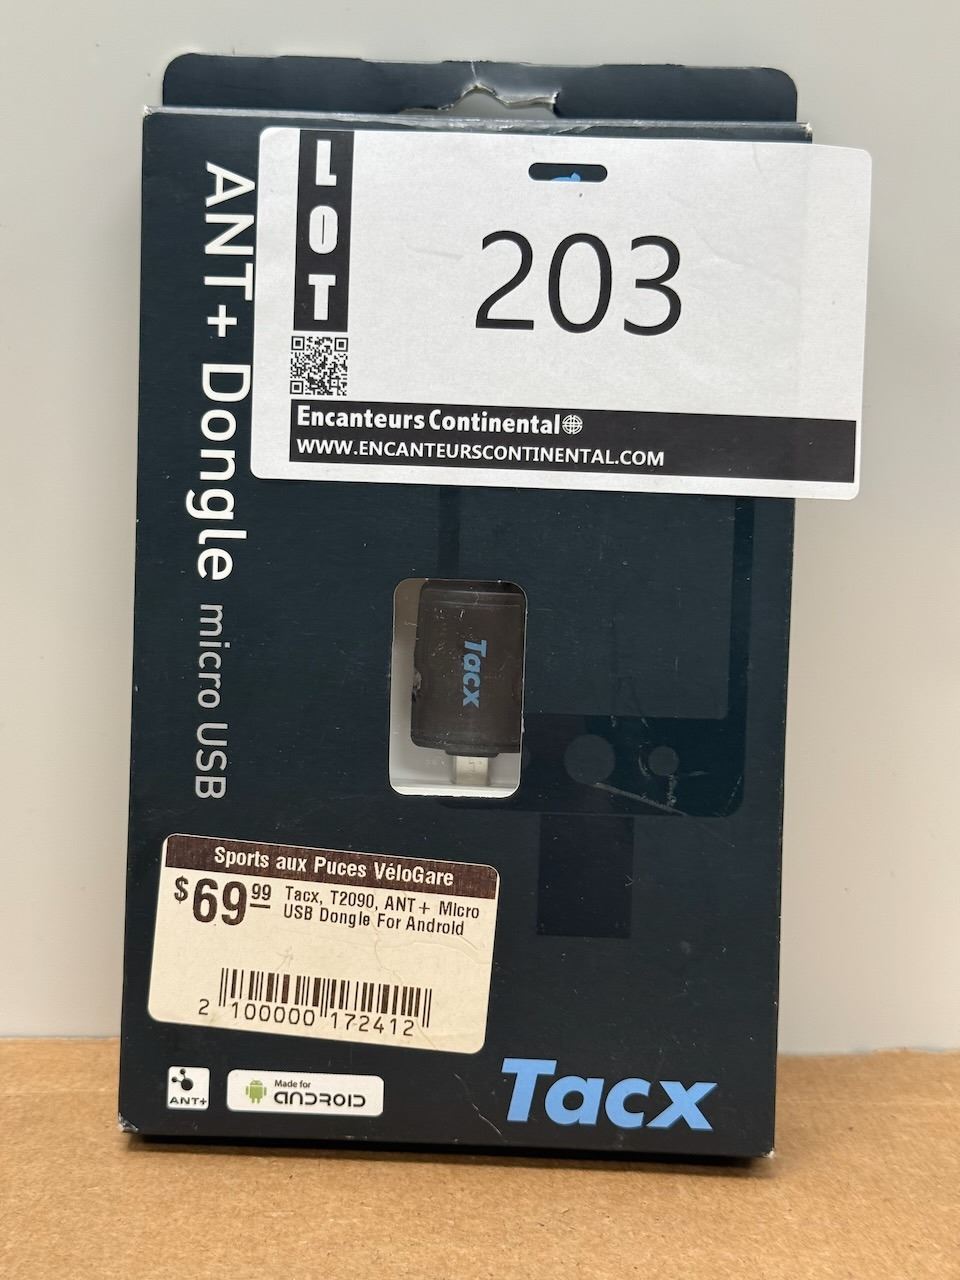 LOT
203
Encanteurs Continental
WWW.ENCANTEURSCONTINENTAL.COM
ANT+ Dongle micro USB
Tacx
Sports aux Puces VéloGare
$69.99
Tacx, T2090, ANT+ Micro
USB Dongle For Android
2 100000 172412
ANT+
Made for
ANDROID
Tacx